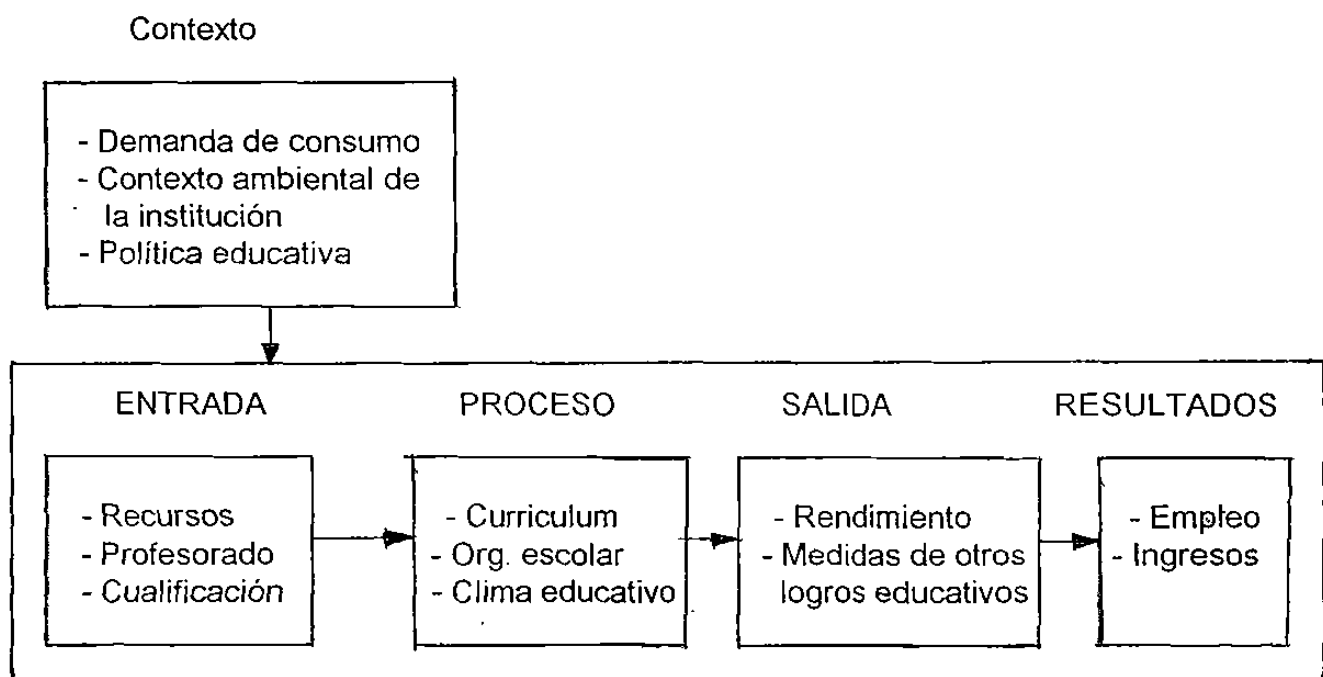 Contexto
- Demanda de consumo
- Contexto ambiental de
la institución
- Política educativa
ENTRADA
- Recursos
- Profesorado
- Cualificación
PROCESO
- Curriculum
- Org. escolar
- Clima educativo
SALIDA
- Rendimiento
- Medidas de otros
logros educativos
RESULTADOS
- Empleo
- Ingresos